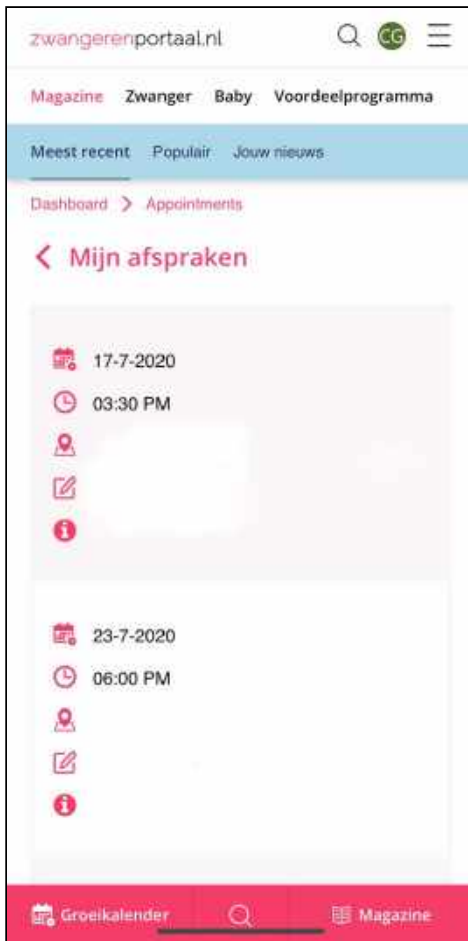 zwangerenportaal.nl CG
Magazine Zwanger Baby Voordeelprogramma
Meest recent Populair Jouw nieuws
Dashboard > Appointments
Mijn afspraken
17-7-2020
03:30 PM
23-7-2020
06:00 PM
Groeikalender Magazine